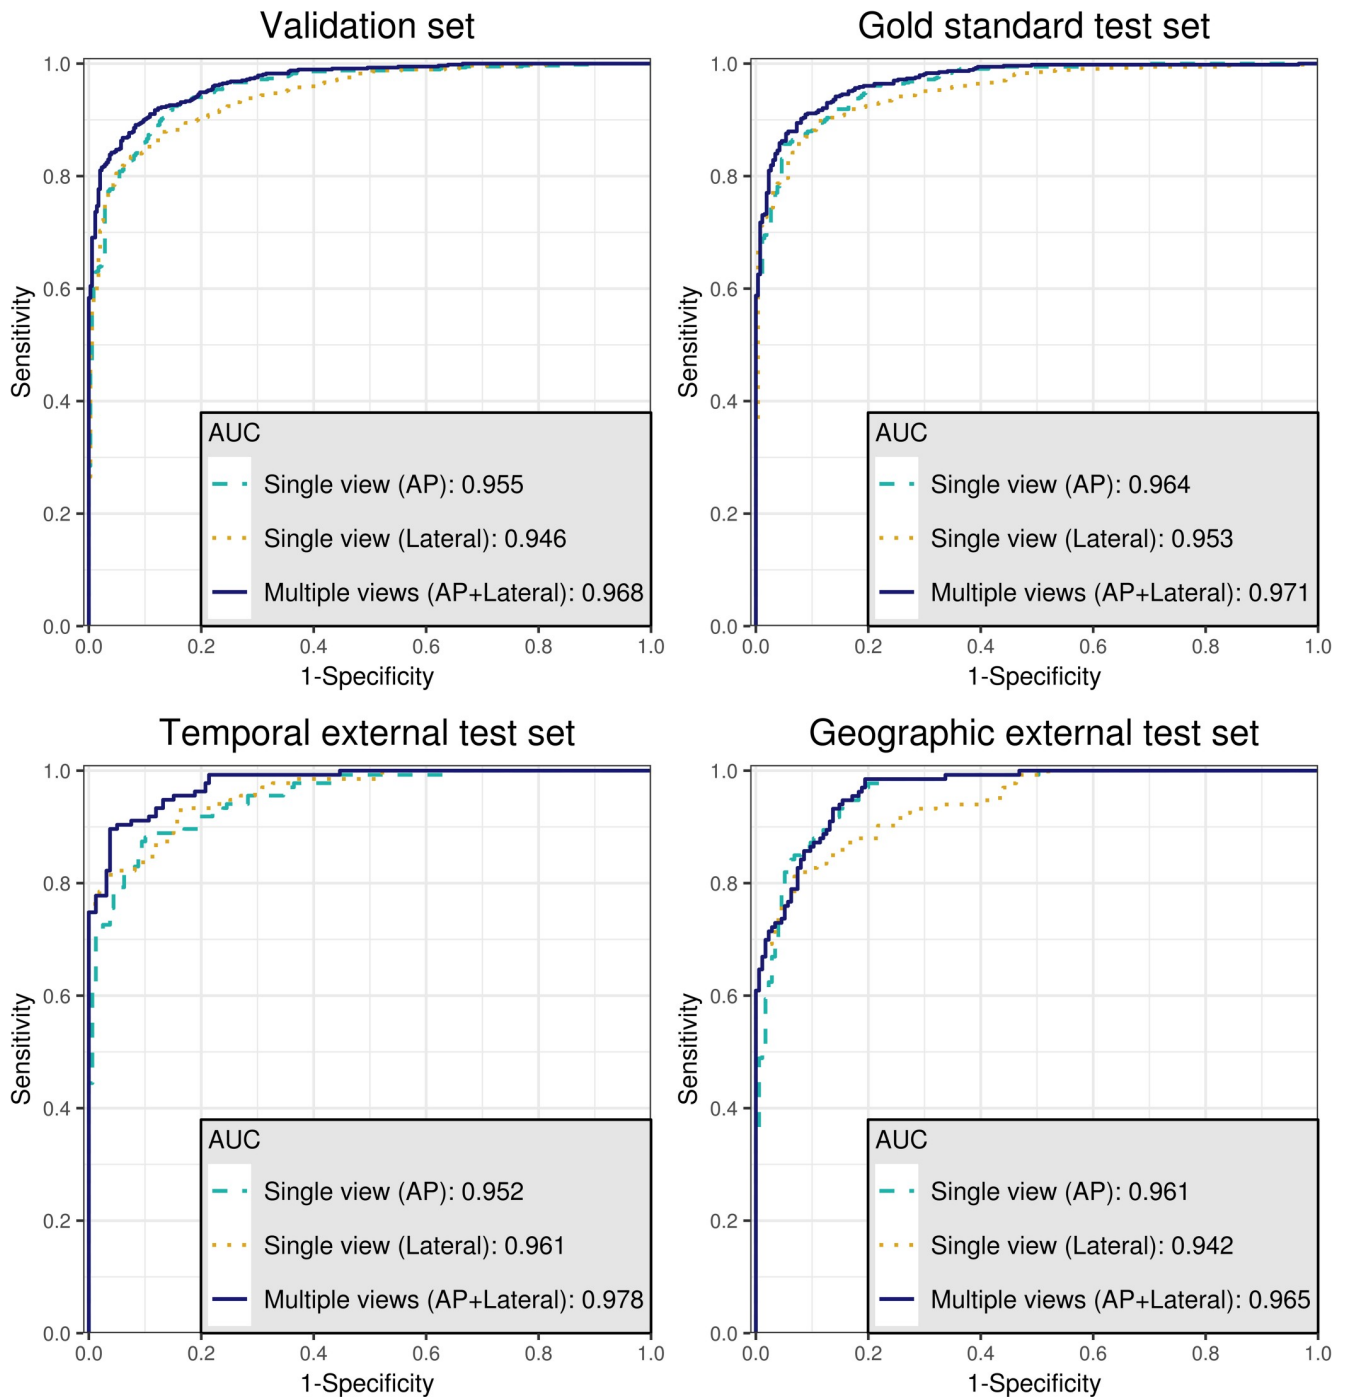 Validation set
1.0
0.8
0.6
0.4
0.2
0.0
Sensitivity
AUC
Single view (AP): 0.955
Single view (Lateral): 0.946
Multiple views (AP+Lateral): 0.968
0.0 0.2 0.4 0.6 0.8 1.0
1-Specificity
Gold standard test set
1.0
0.8
0.6
0.4
0.2
0.0
Sensitivity
AUC
Single view (AP): 0.964
Single view (Lateral): 0.953
Multiple views (AP+Lateral): 0.971
0.0 0.2 0.4 0.6 0.8 1.0
1-Specificity
Temporal external test set
1.0
0.8
0.6
0.4
0.2
0.0
Sensitivity
AUC
Single view (AP): 0.952
Single view (Lateral): 0.961
Multiple views (AP+Lateral): 0.978
0.0 0.2 0.4 0.6 0.8 1.0
1-Specificity
Geographic external test set
1.0
0.8
0.6
0.4
0.2
0.0
Sensitivity
AUC
Single view (AP): 0.961
Single view (Lateral): 0.942
Multiple views (AP+Lateral): 0.965
0.0 0.2 0.4 0.6 0.8 1.0
1-Specificity